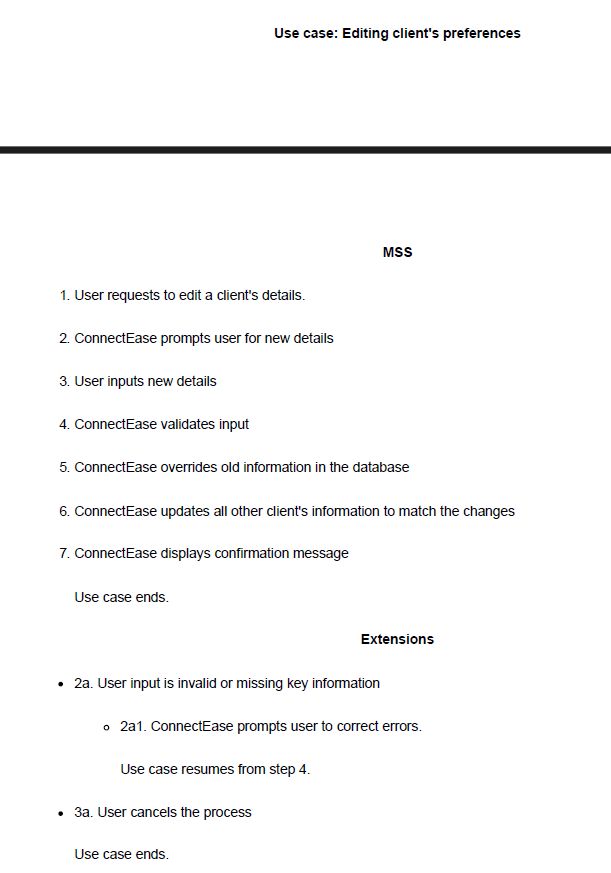 Use case: Editing client's preferences
MSS
1. User requests to edit a client's details.
2. ConnectEase prompts user for new details
3. User inputs new details
4. ConnectEase validates input
5. ConnectEase overrides old information in the database
6. ConnectEase updates all other client's information to match the changes
7. ConnectEase displays confirmation message
Use case ends.
Extensions
• 2a. User input is invalid or missing key information
○ 2a1. ConnectEase prompts user to correct errors.
Use case resumes from step 4.
• 3a. User cancels the process
Use case ends.